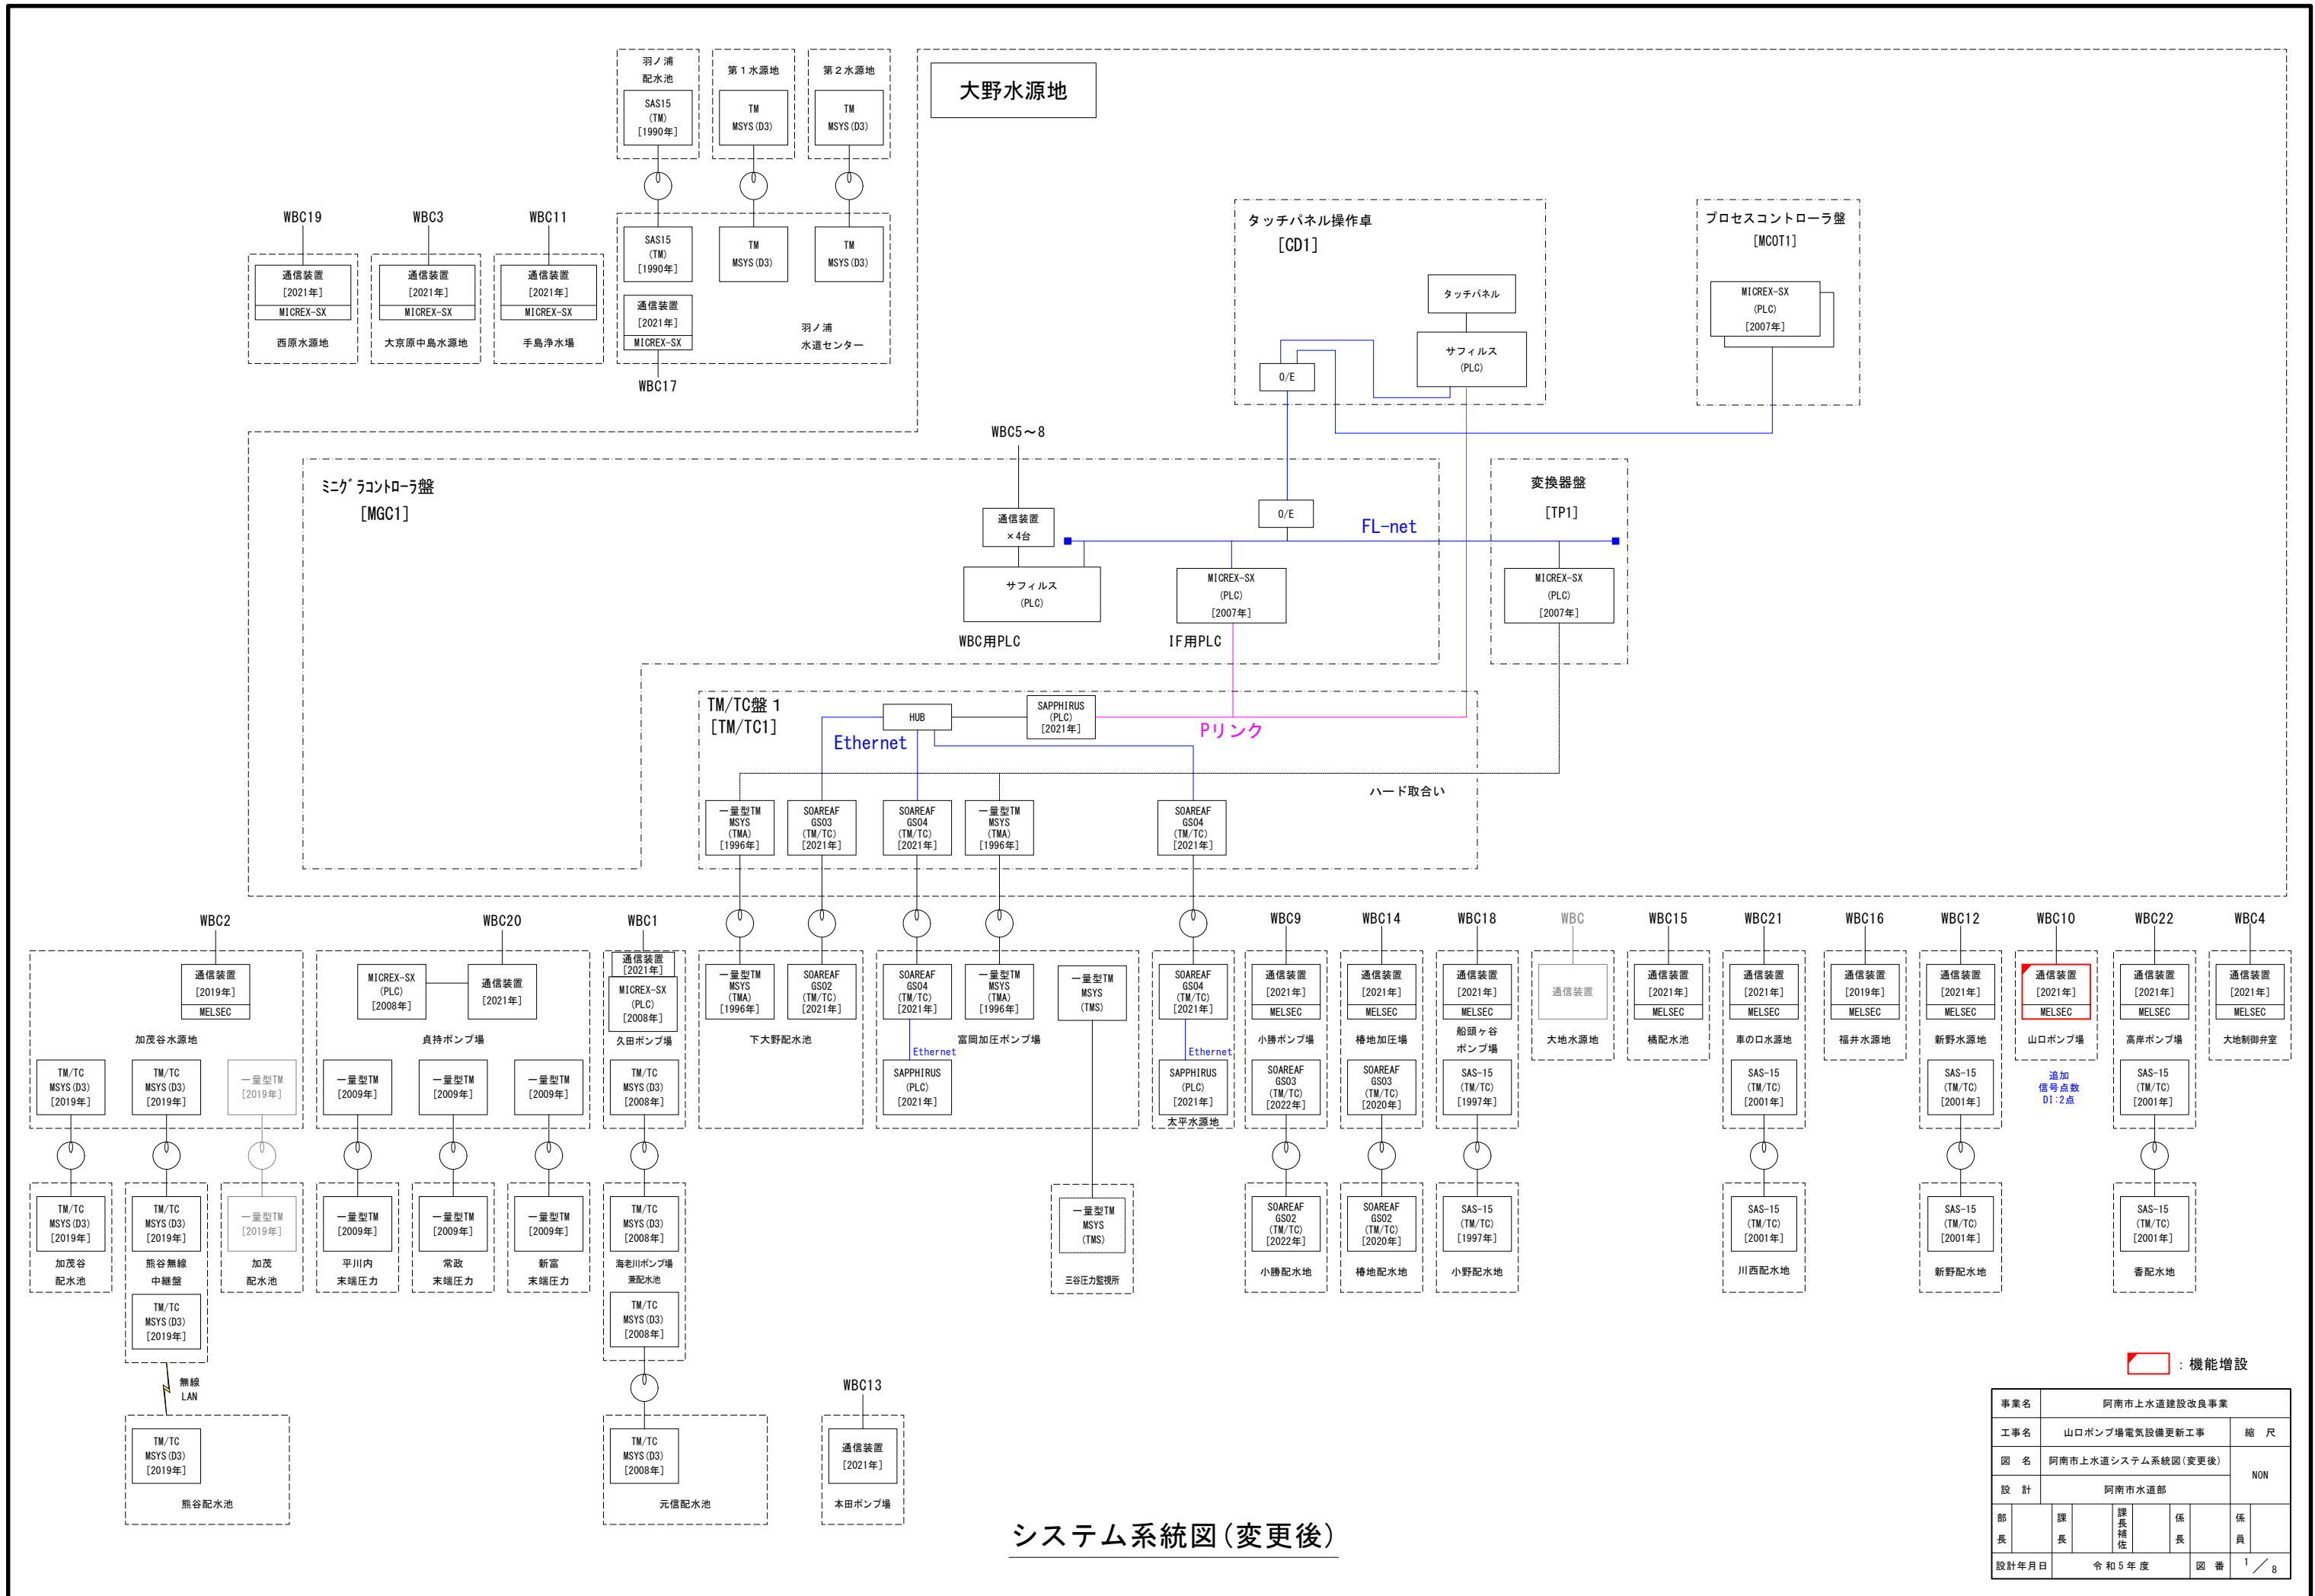 羽ノ浦
配水池
SAS15
(TM)
[1990年]
第1水源地
TM
MSYS(D3)
第2水源地
TM
MSYS(D3)
大野水源地
WBC19
通信装置
[2021年]
MICREX-SX
西原水源地
WBC3
通信装置
[2021年]
MICREX-SX
大京原中島水源地
WBC11
通信装置
[2021年]
MICREX-SX
手島浄水場
SAS15
(TM)
[1990年]
TM
MSYS(D3)
TM
MSYS(D3)
通信装置
[2021年]
MICREX-SX
羽ノ浦
水道センター
WBC17
タッチパネル操作卓
[CD1]
タッチパネル
サフィルス
(PLC)
O/E
プロセスコントローラ盤
[MCOT1]
MICREX-SX
(PLC)
[2007年]
ミニグラコントローラ盤
[MGC1]
WBC5～8
通信装置
×4台
サフィルス
(PLC)
WBC用PLC
O/E
FL-net
MICREX-SX
(PLC)
[2007年]
IF用PLC
変換器盤
[TP1]
MICREX-SX
(PLC)
[2007年]
TM/TC盤1
[TM/TC1]
HUB
SAPPHIRUS
(PLC)
[2021年]
Ethernet
Pリンク
ハード取合い
一量型TM
MSYS
(TMA)
[1996年]
SOAREAF
GS03
(TM/TC)
[2021年]
SOAREAF
GS04
(TM/TC)
[2021年]
一量型TM
MSYS
(TMA)
[1996年]
SOAREAF
GS04
(TM/TC)
[2021年]
WBC2
通信装置
[2019年]
MELSEC
加茂谷水源地
TM/TC
MSYS(D3)
[2019年]
TM/TC
MSYS(D3)
[2019年]
一量型TM
[2019年]
WBC20
MICREX-SX
(PLC)
[2008年]
通信装置
[2021年]
貞持ポンプ場
一量型TM
[2009年]
一量型TM
[2009年]
一量型TM
[2009年]
WBC1
通信装置
[2021年]
MICREX-SX
(PLC)
[2008年]
久田ポンプ場
TM/TC
MSYS(D3)
[2008年]
一量型TM
MSYS
(TMA)
[1996年]
SOAREAF
GS02
(TM/TC)
[2021年]
下大野配水池
SOAREAF
GS04
(TM/TC)
[2021年]
一量型TM
MSYS
(TMA)
[1996年]
一量型TM
MSYS
(TMS)
富岡加圧ポンプ場
Ethernet
SAPPHIRUS
(PLC)
[2021年]
SOAREAF
GS04
(TM/TC)
[2021年]
Ethernet
SAPPHIRUS
(PLC)
[2021年]
太平水源地
WBC9
通信装置
[2021年]
MELSEC
小勝ポンプ場
SOAREAF
GS03
(TM/TC)
[2022年]
WBC14
通信装置
[2021年]
MELSEC
椿地加圧場
SOAREAF
GS03
(TM/TC)
[2020年]
WBC18
通信装置
[2021年]
MELSEC
船頭ヶ谷
ポンプ場
SAS-15
(TM/TC)
[1997年]
WBC
通信装置
大地水源地
WBC15
通信装置
[2021年]
MELSEC
橘配水池
WBC21
通信装置
[2021年]
MELSEC
車の口水源地
SAS-15
(TM/TC)
[2001年]
WBC16
通信装置
[2019年]
MELSEC
福井水源地
WBC12
通信装置
[2021年]
MELSEC
新野水源地
SAS-15
(TM/TC)
[2001年]
WBC10
通信装置
[2021年]
MELSEC
山口ポンプ場
追加
信号点数
DI:2点
WBC22
通信装置
[2021年]
MELSEC
高岸ポンプ場
SAS-15
(TM/TC)
[2001年]
WBC4
通信装置
[2021年]
MELSEC
大地制御弁室
TM/TC
MSYS(D3)
[2019年]
加茂谷
配水池
TM/TC
MSYS(D3)
[2019年]
熊谷無線
中継盤
TM/TC
MSYS(D3)
[2019年]
一量型TM
[2019年]
加茂
配水池
一量型TM
[2009年]
平川内
末端圧力
一量型TM
[2009年]
常政
末端圧力
一量型TM
[2009年]
新富
末端圧力
TM/TC
MSYS(D3)
[2008年]
海老川ポンプ場
兼配水池
TM/TC
MSYS(D3)
[2008年]
一量型TM
MSYS
(TMS)
三谷圧力監視所
SOAREAF
GS02
(TM/TC)
[2022年]
小勝配水池
SOAREAF
GS02
(TM/TC)
[2020年]
椿地配水池
SAS-15
(TM/TC)
[1997年]
小野配水池
SAS-15
(TM/TC)
[2001年]
川西配水地
SAS-15
(TM/TC)
[2001年]
新野配水地
SAS-15
(TM/TC)
[2001年]
香配水地
無線
LAN
TM/TC
MSYS(D3)
[2019年]
熊谷配水池
TM/TC
MSYS(D3)
[2008年]
元信配水池
WBC13
通信装置
[2021年]
本田ポンプ場
システム系統図(変更後)
：機能増設
事業名 阿南市上水道建設改良事業
工事名 山口ポンプ場電気設備更新工事 縮尺
図名 阿南市上水道システム系統図(変更後) NON
設計 阿南市水道部
部長 課長 課長補佐 係長 係員
設計年月日 令和5年度 図番 1/8